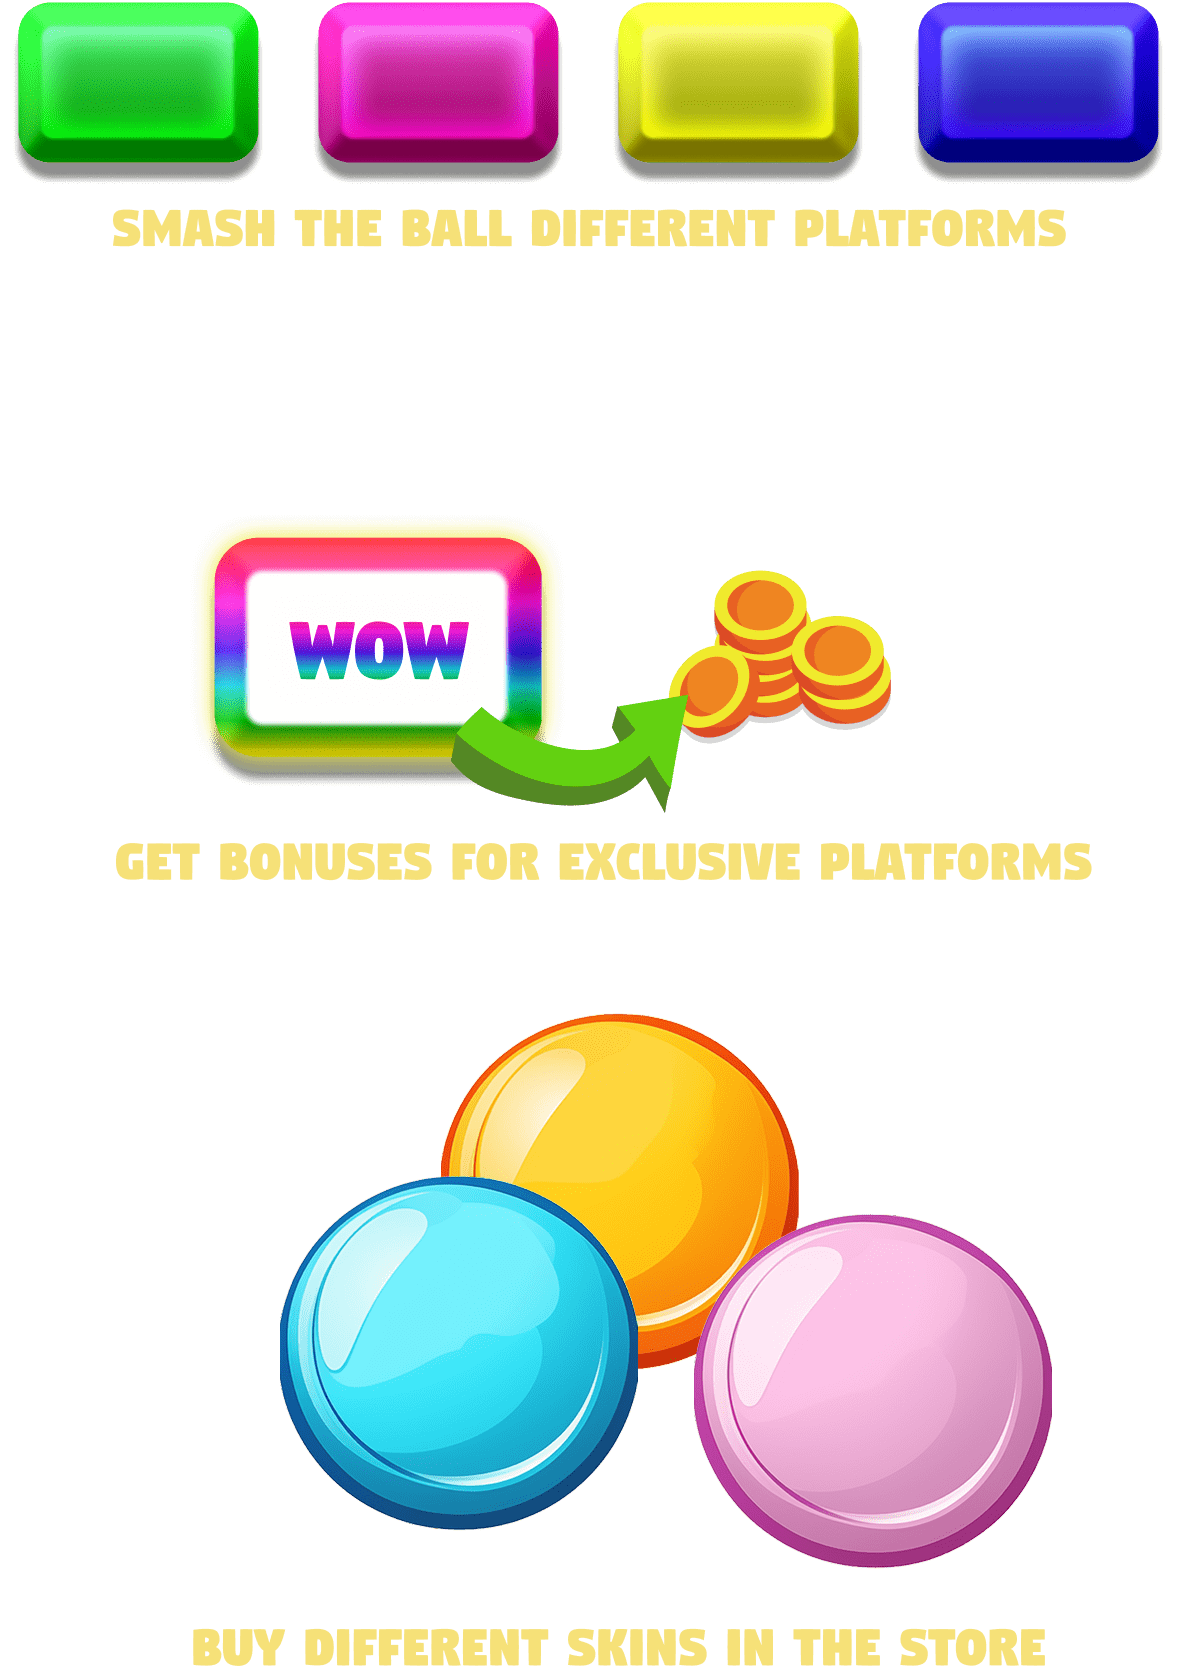 SMASH THE BALL DIFFERENT PLATFORMS
WOW
GET BONUSES FOR EXCLUSIVE PLATFORMS
BUY DIFFERENT SKINS IN THE STORE